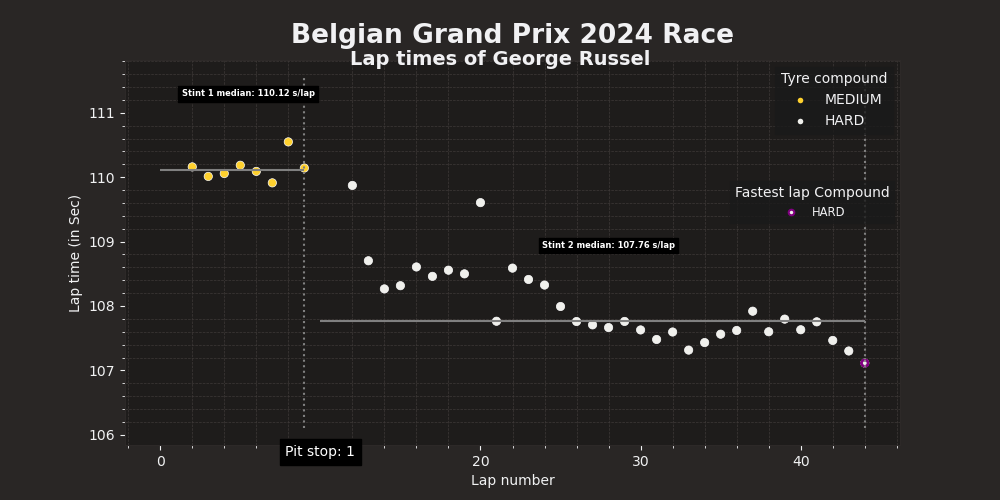 Belgian Grand Prix 2024 Race
Lap times of George Russel
Tyre compound
MEDIUM
HARD
Fastest lap Compound
HARD
Stint 1 median: 110.12 s/lap
Stint 2 median: 107.76 s/lap
Lap time (in Sec)
111
110
109
108
107
106
0
20
30
40
Pit stop: 1
Lap number